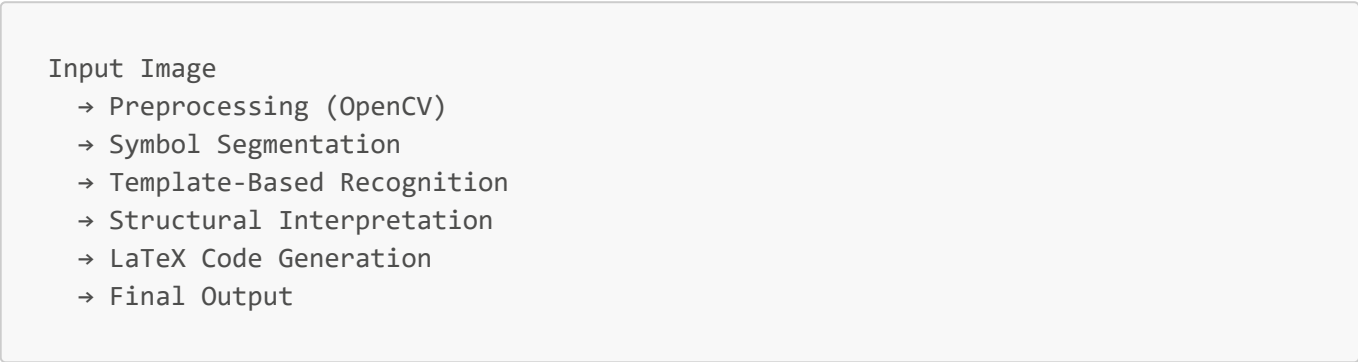 Input Image
→ Preprocessing (OpenCV)
→ Symbol Segmentation
→ Template-Based Recognition
→ Structural Interpretation
→ LaTeX Code Generation
→ Final Output